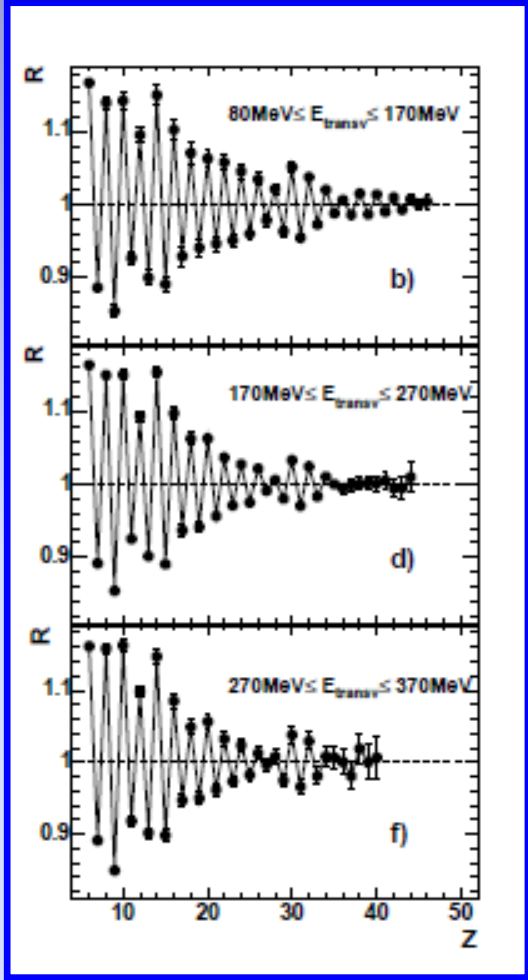 R
80MeV≤ E_transv ≤ 170MeV
1.1
1
0.9
b)
R
170MeV≤ E_transv ≤ 270MeV
1.1
1
0.9
d)
R
270MeV≤ E_transv ≤ 370MeV
1.1
1
0.9
f)
10 20 30 40 50
Z